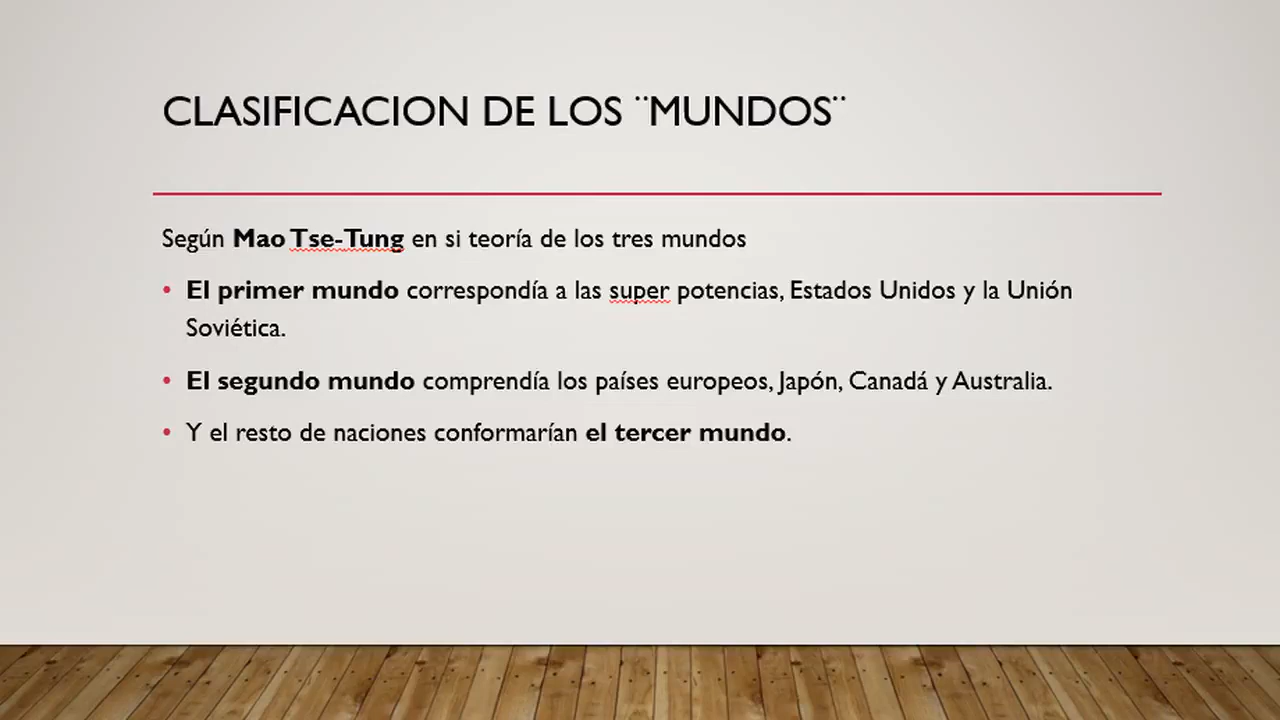 CLASIFICACION DE LOS ¨MUNDOS¨
Según Mao Tse-Tung en si teoría de los tres mundos
• El primer mundo correspondía a las super potencias, Estados Unidos y la Unión
Soviética.
• El segundo mundo comprendía los países europeos, Japón, Canadá y Australia.
• Y el resto de naciones conformarían el tercer mundo.